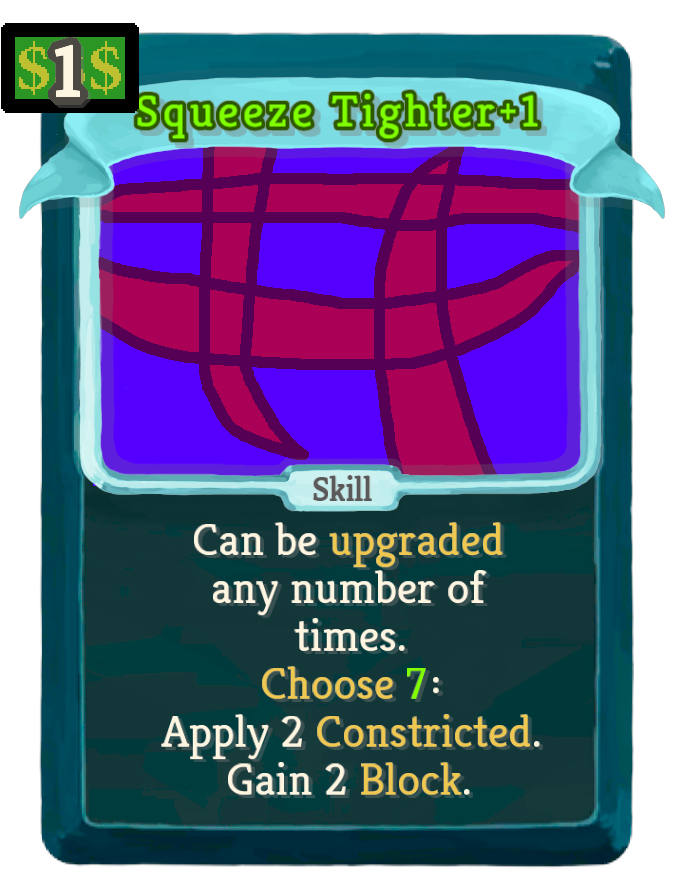 $1$
Squeeze Tighter+1
Skill
Can be upgraded
any number of
times.
Choose 7:
Apply 2 Constricted.
Gain 2 Block.